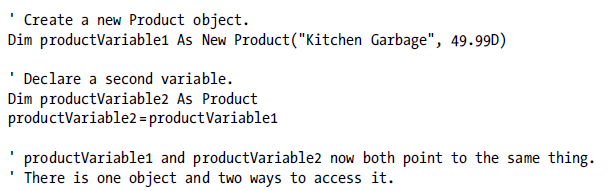 ' Create a new Product object.
Dim productVariable1 As New Product("Kitchen Garbage", 49.99D)
' Declare a second variable.
Dim productVariable2 As Product
productVariable2=productVariable1
' productVariable1 and productVariable2 now both point to the same thing.
' There is one object and two ways to access it.